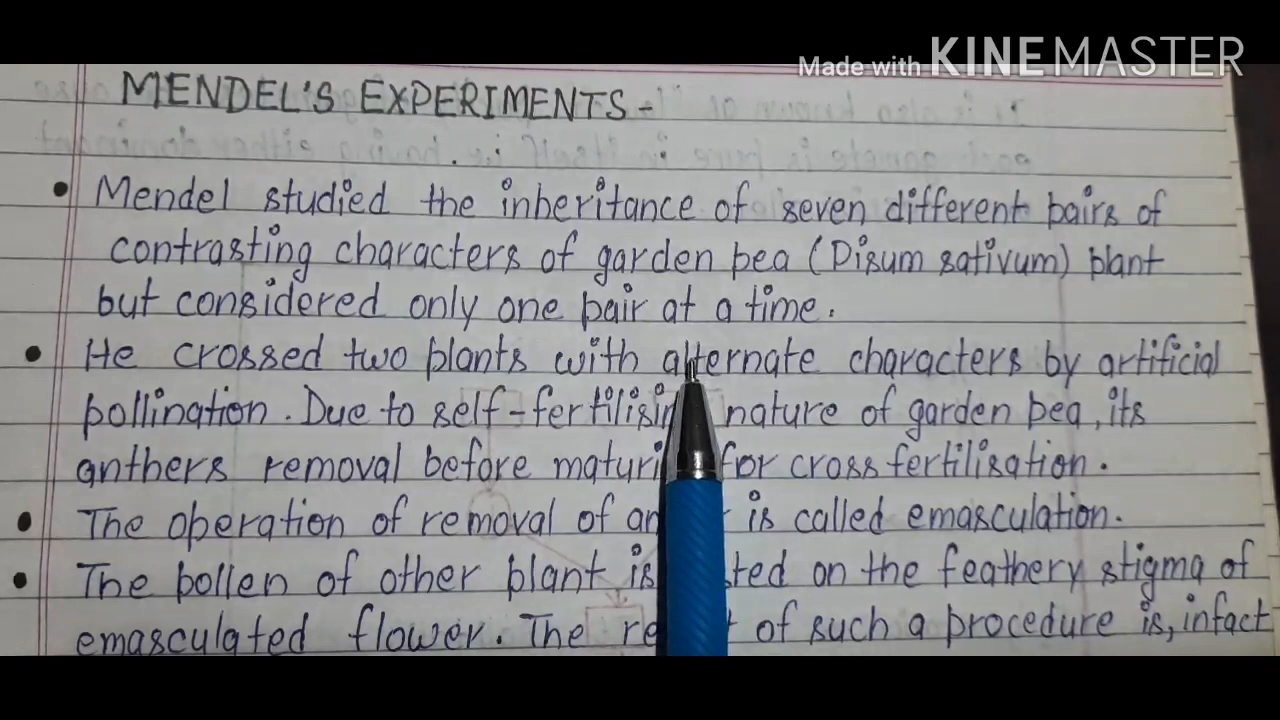 Made with KINEMASTER
MENDEL'S EXPERIMENTS -
• Mendel studied the inheritance of seven different pairs of
contrasting characters of garden pea (Pisum sativum) plant
but considered only one pair at a time.
• He crossed two plants with alternate characters by artificial
pollination. Due to self-fertilisin nature of garden pea, its
anthers removal before maturi for cross fertilisation.
• The operation of removal of an is called emasculation.
• The pollen of other plant is on the feathery stigma of
emasculated flower. The of such a procedure is, infact